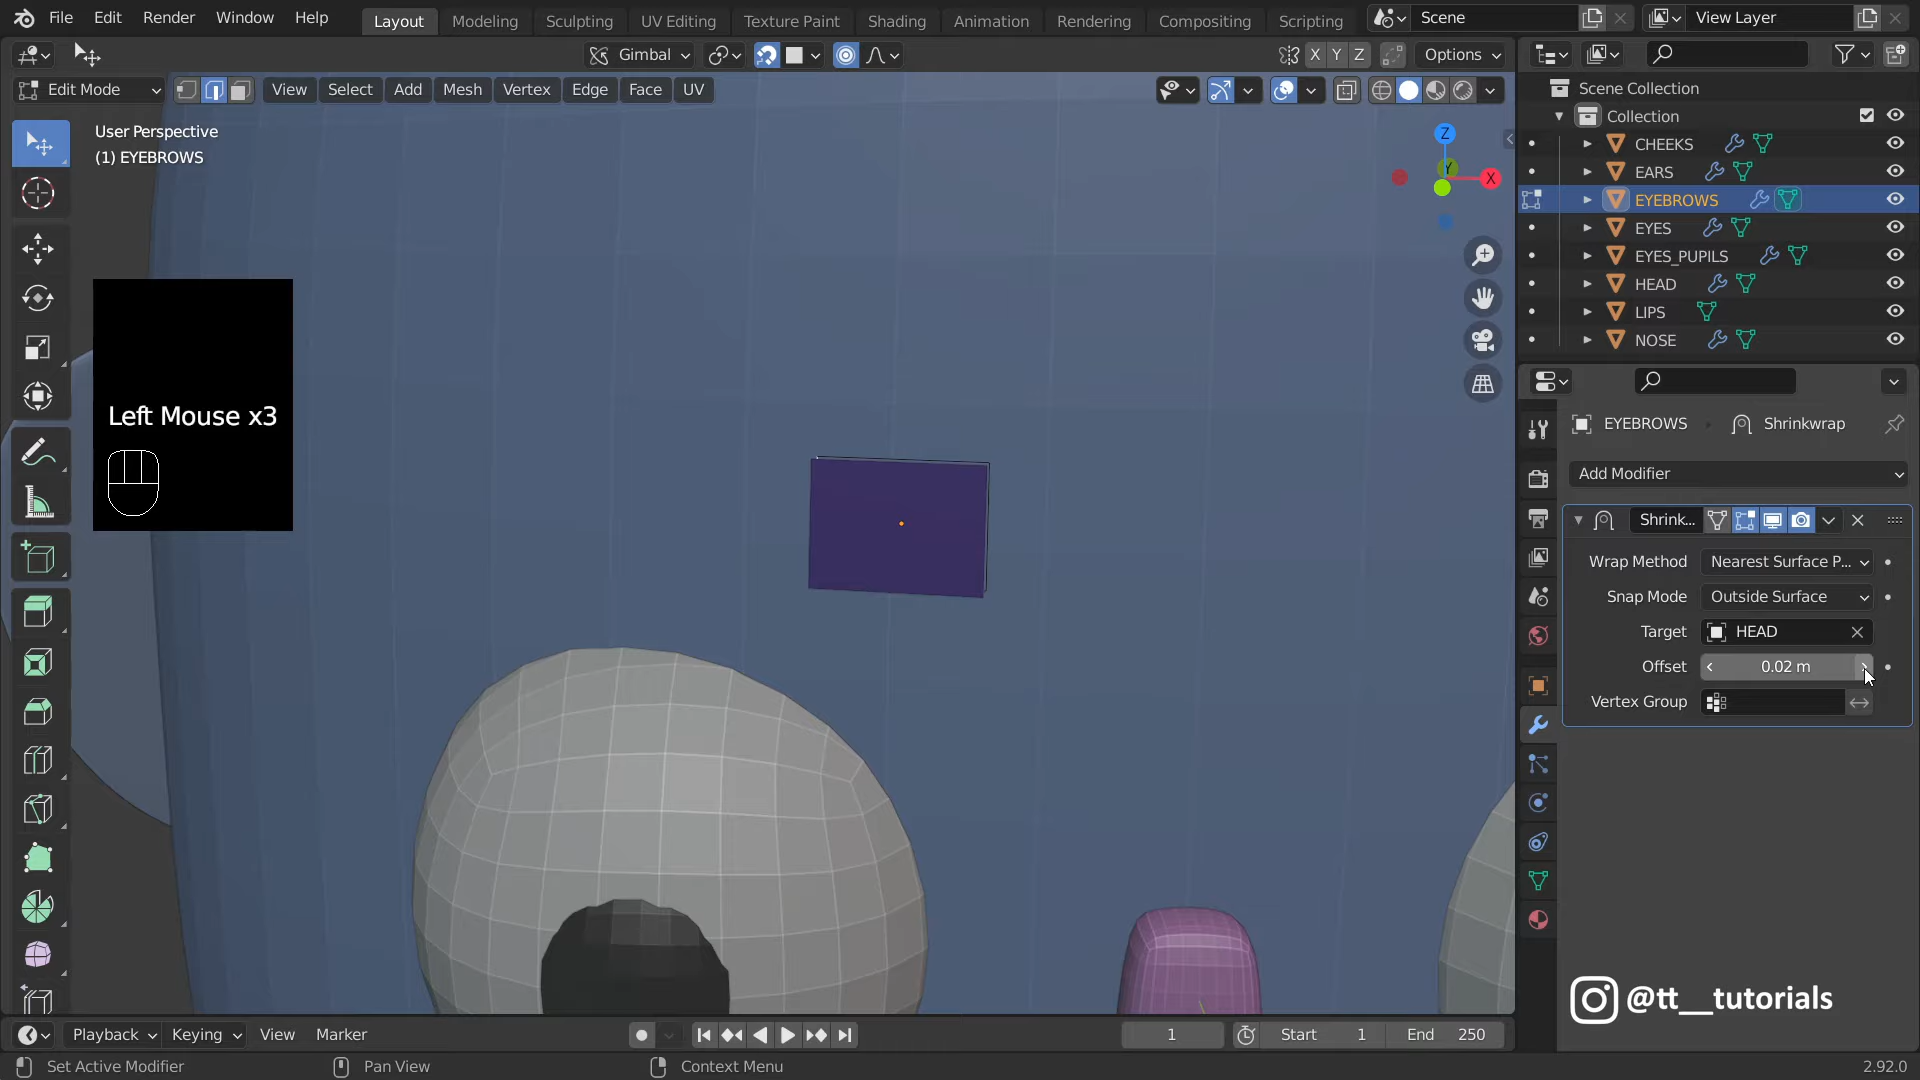 File Edit Render Window Help Layout Modeling Sculpting UV Editing Texture Paint Shading Animation Rendering Compositing Scripting Scene View Layer
Gimbal X Y Z Options
Edit Mode View Select Add Mesh Vertex Edge Face UV
User Perspective
(1) EYEBROWS
Z
Y
X
Left Mouse x3
Scene Collection
Collection
CHEEKS
EARS
EYEBROWS
EYES
EYES_PUPILS
HEAD
LIPS
NOSE
EYEBROWS Shrinkwrap
Add Modifier
Shrink...
Wrap Method Nearest Surface P...
Snap Mode Outside Surface
Target HEAD
Offset 0.02 m
Vertex Group
@tt__tutorials
Playback Keying View Marker 1 Start 1 End 250
Set Active Modifier Pan View Context Menu 2.92.0